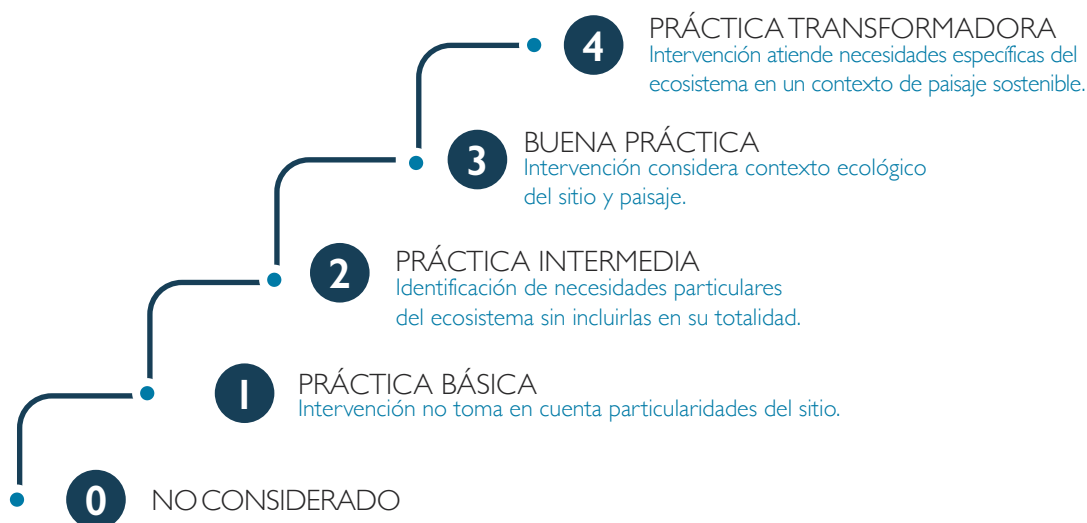 4
PRÁCTICA TRANSFORMADORA
Intervención atiende necesidades específicas del
ecosistema en un contexto de paisaje sostenible.
3
BUENA PRÁCTICA
Intervención considera contexto ecológico
del sitio y paisaje.
2
PRÁCTICA INTERMEDIA
Identificación de necesidades particulares
del ecosistema sin incluirlas en su totalidad.
1
PRÁCTICA BÁSICA
Intervención no toma en cuenta particularidades del sitio.
0
NO CONSIDERADO